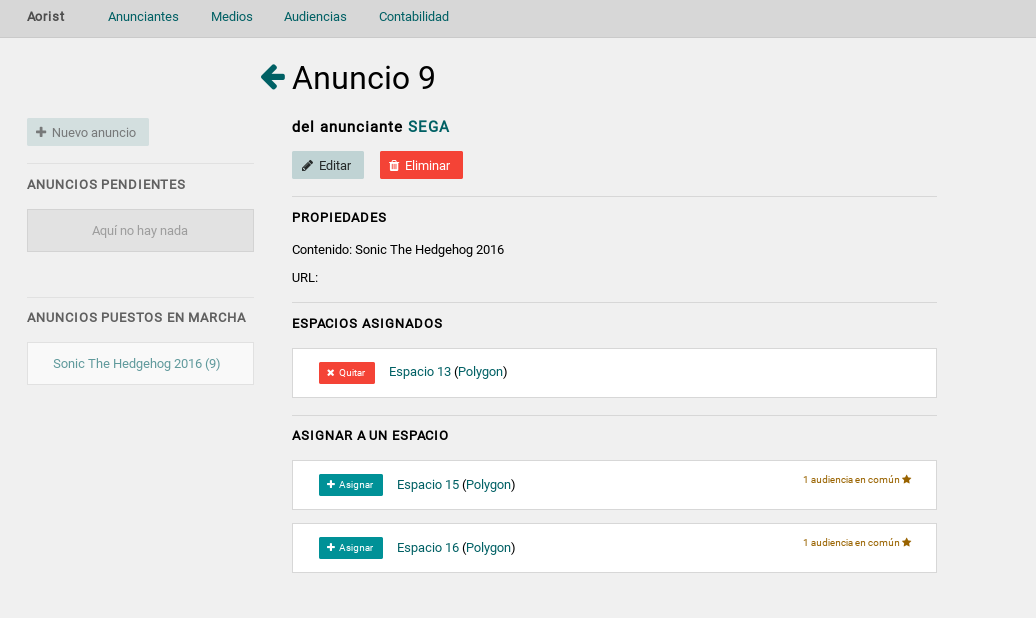 Aorist Anunciantes Medios Audiencias Contabilidad
Anuncio 9
Nuevo anuncio
ANUNCIOS PENDIENTES
Aquí no hay nada
ANUNCIOS PUESTOS EN MARCHA
Sonic The Hedgehog 2016 (9)
del anunciante SEGA
Editar Eliminar
PROPIEDADES
Contenido: Sonic The Hedgehog 2016
URL:
ESPACIOS ASIGNADOS
Quitar Espacio 13 (Polygon)
ASIGNAR A UN ESPACIO
Asignar Espacio 15 (Polygon) 1 audiencia en común
Asignar Espacio 16 (Polygon) 1 audiencia en común